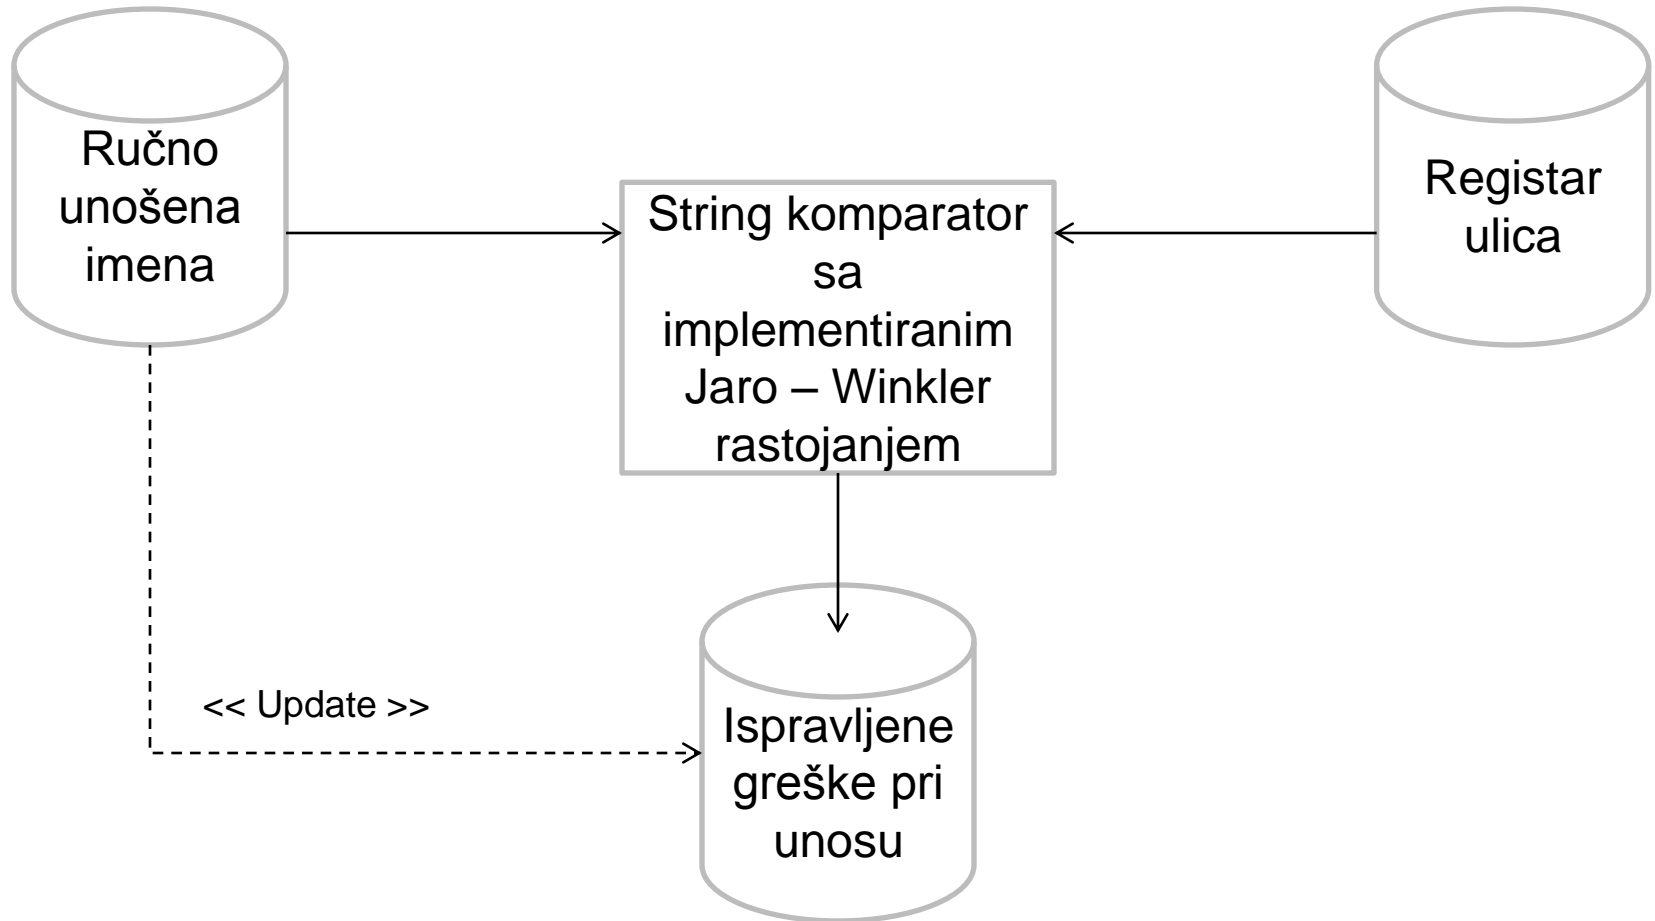 Ručno
unošena
imena
String komparator
sa
implementiranim
Jaro – Winkler
rastojanjem
Registar
ulica
<< Update >>
Ispravljene
greške pri
unosu